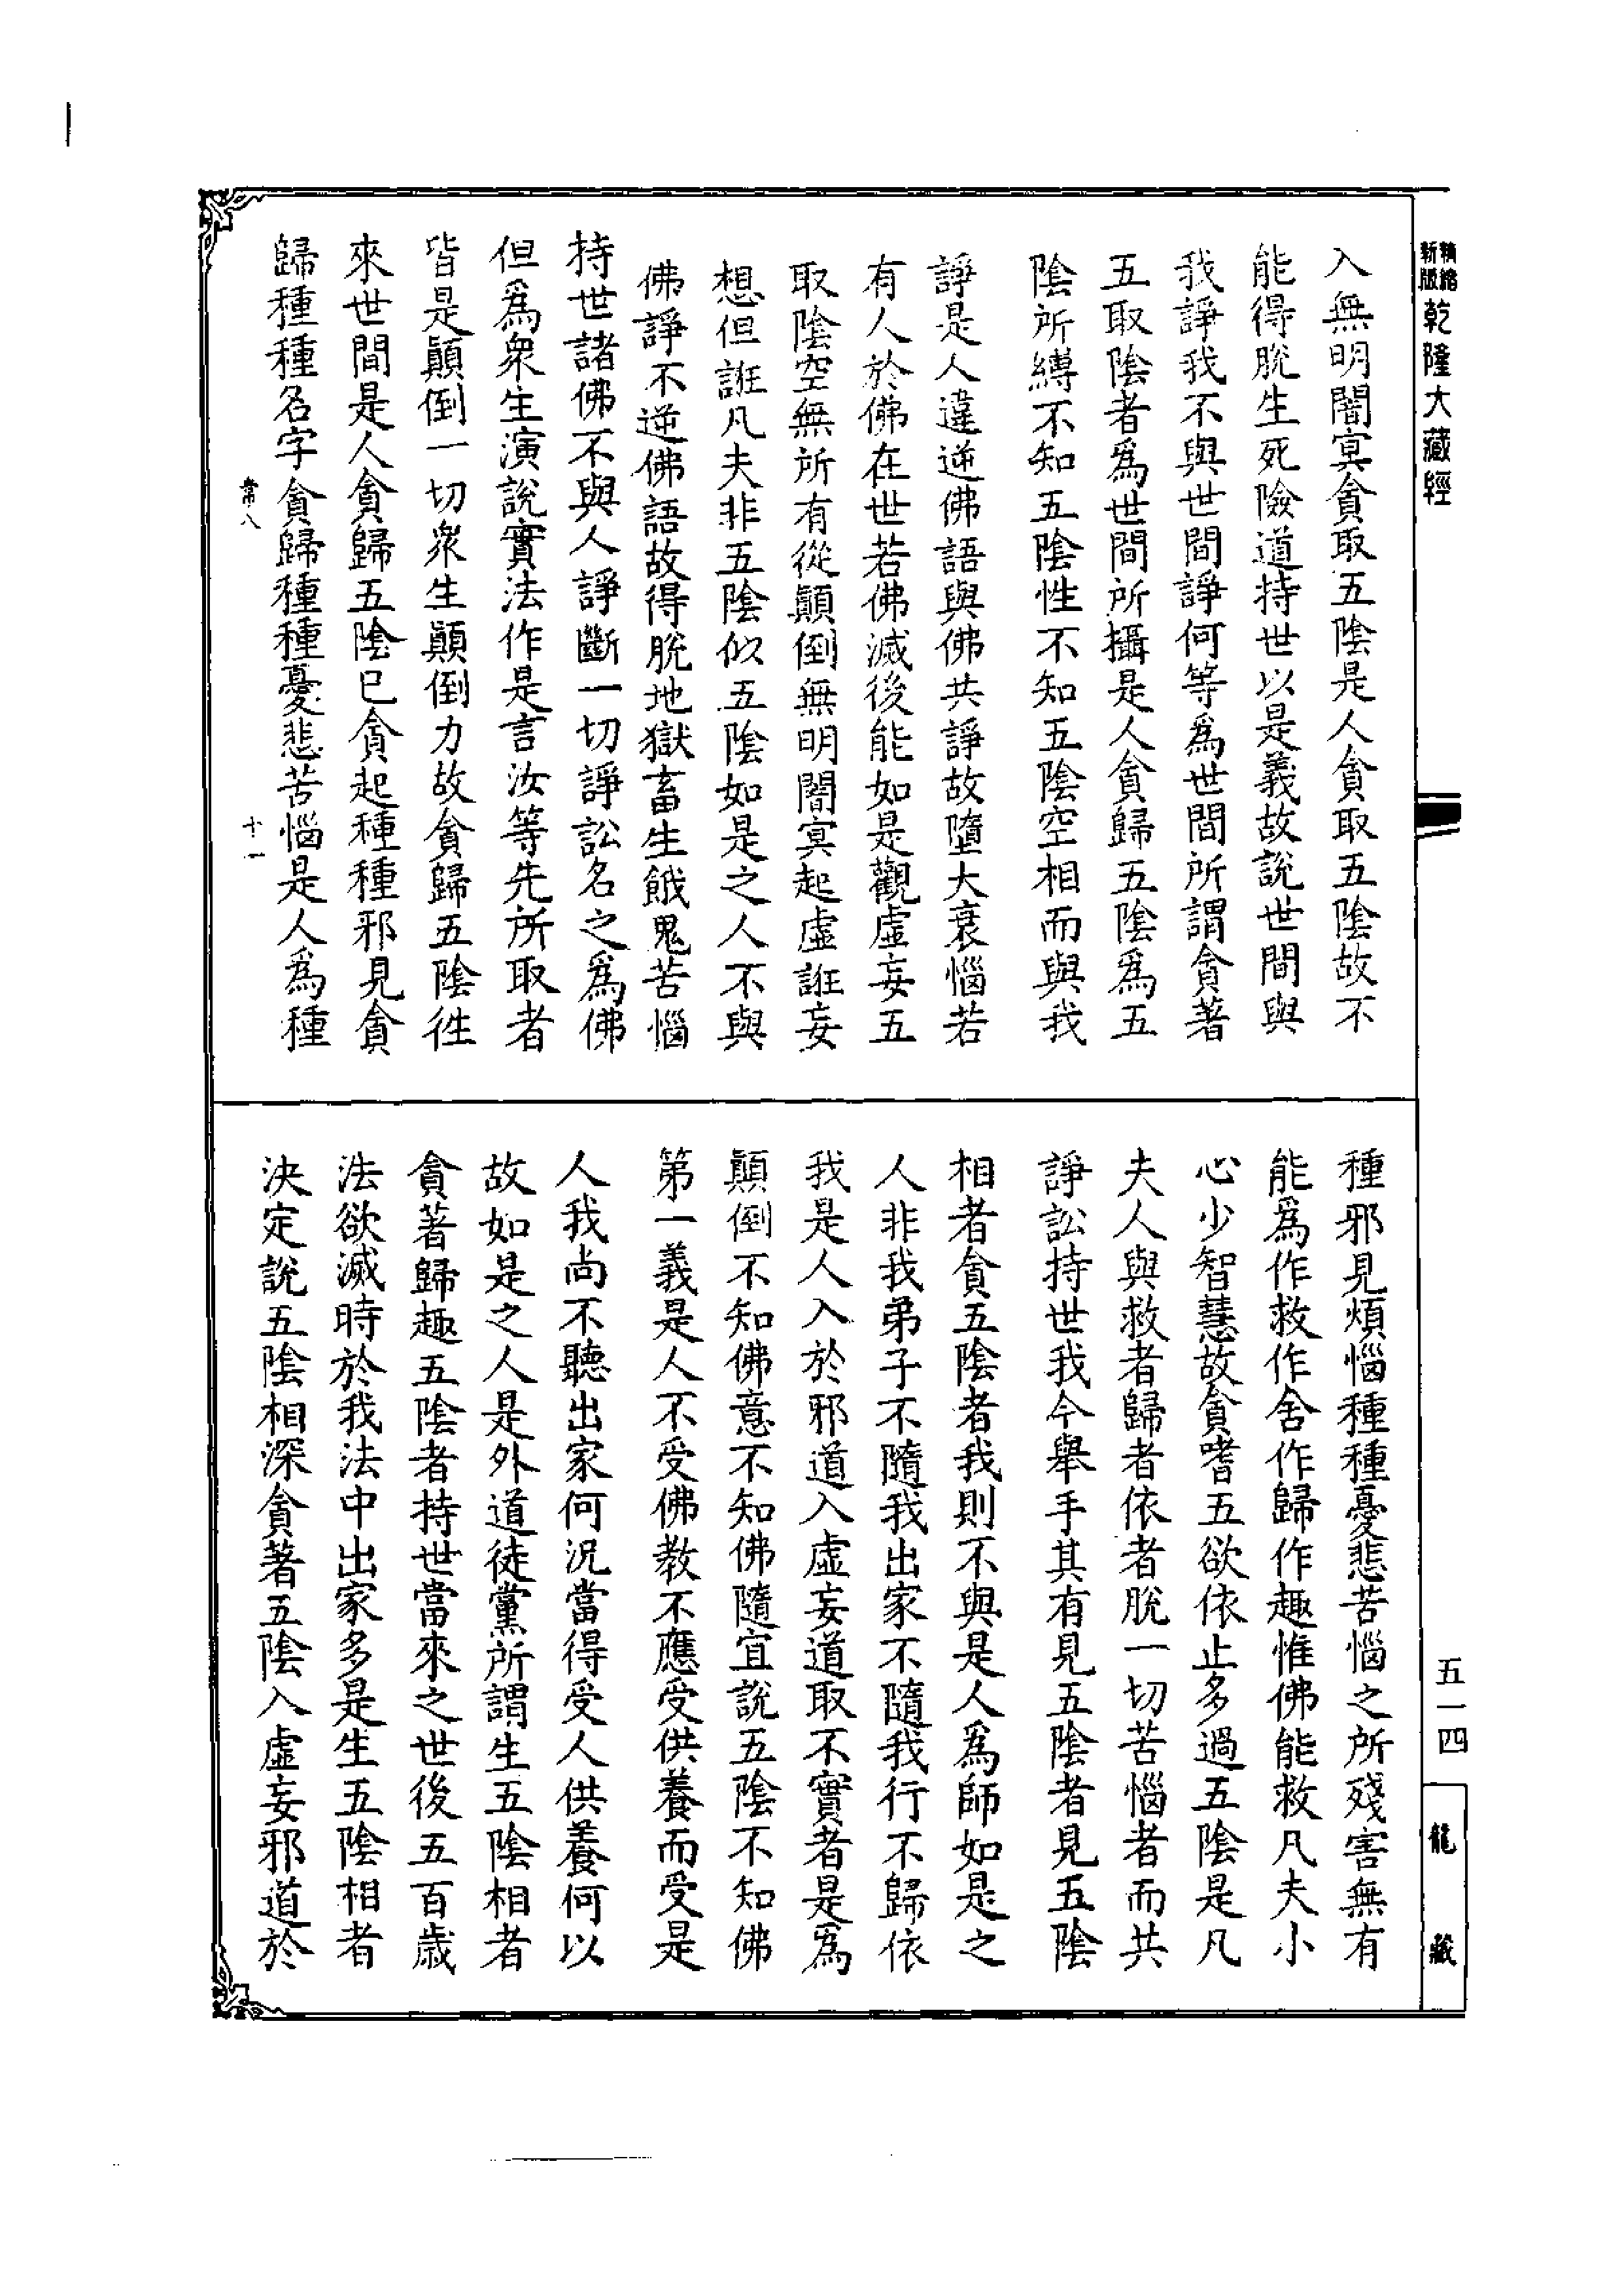 精縮新版乾隆大藏經
入無明闇冥貪取五陰是人貪取五陰故不
能得脫生死險道持世以是義故說世間與
我諍我不與世間諍何等爲世間所謂貪著
五取陰者爲世間所攝是人貪歸五陰爲五
陰所縛不知五陰性不知五陰空相而與我
諍是人違逆佛語與佛共諍故墮大衰惱若
有人於佛在世若佛滅後能如是觀虛妄五
取陰空無所有從顚倒無明闇冥起虛誑妄
想但誑凡夫非五陰似五陰如是之人不與
佛諍不逆佛語故得脫地獄畜生餓鬼苦惱
持世諸佛不與人諍斷一切諍訟名之爲佛
但爲衆生演說實法作是言汝等先所取者
皆是顚倒一切衆生顚倒力故貪歸五陰徃
來世間是人貪歸五陰已貪起種種邪見貪
歸種種名字貪歸種種憂悲苦惱是人爲種
常八
十一
種邪見煩惱種種憂悲苦惱之所殘害無有
能爲作救作舍作歸作趣惟佛能救凡夫小
心少智慧故貪嗜五欲依止多過五陰是凡
夫人與救者歸者依者脫一切苦惱者而共
諍訟持世我今舉手其有見五陰者見五陰
相者貪五陰者我則不與是人爲師如是之
人非我弟子不隨我出家不隨我行不歸依
我是人入於邪道入虛妄道取不實者是爲
顚倒不知佛意不知佛隨宜說五陰不知佛
第一義是人不受佛教不應受供養而受是
人我尚不聽出家何況當得受人供養何以
故如是之人是外道徒黨所謂生五陰相者
貪著歸趣五陰者持世當來之世後五百歲
法欲滅時於我法中出家多是生五陰相者
決定說五陰相深貪著五陰入虛妄邪道於
五一四
龍藏